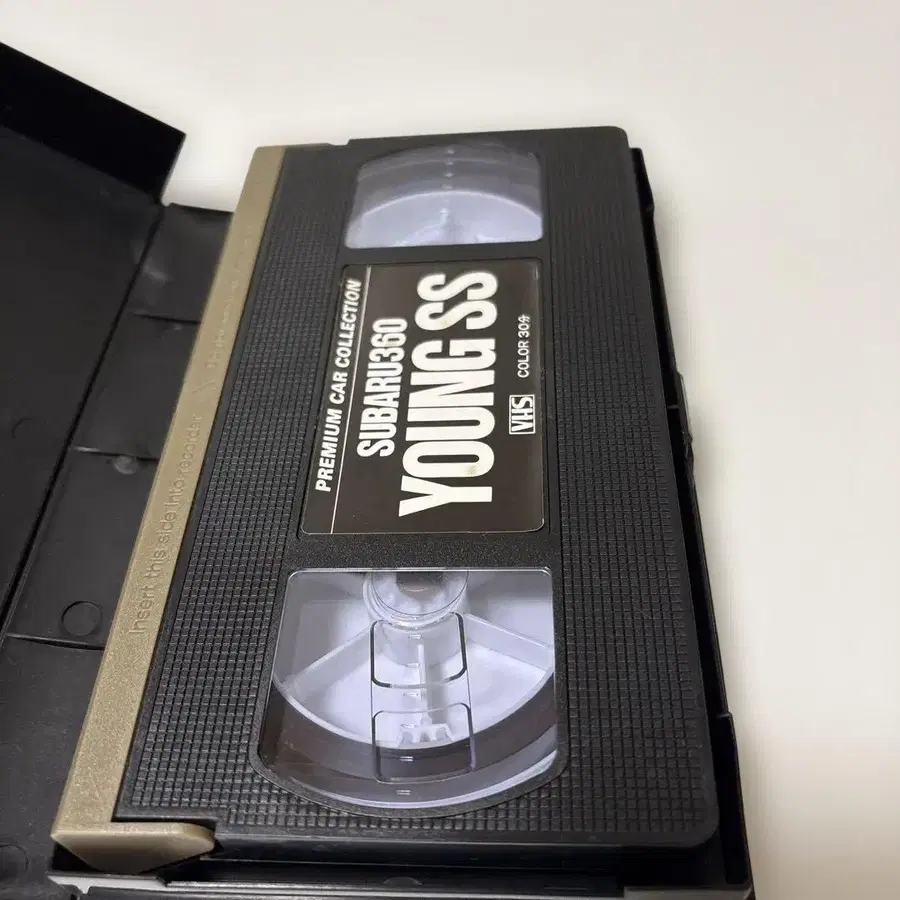 PREMIUM CAR COLLECTION
SUBARU360
YOUNG SS
VHS COLOR 30分
Insert this side into recorder